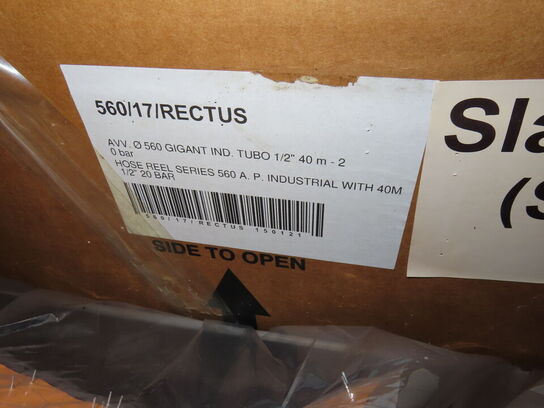 560/17/RECTUS
AVV. Ø 560 GIGANT IND. TUBO 1/2" 40 m - 2
0 bar
HOSE REEL SERIES 560 A. P. INDUSTRIAL WITH 40M
1/2" 20 BAR
560/17/RECTUS 150121
SIDE TO OPEN
Sla
(S